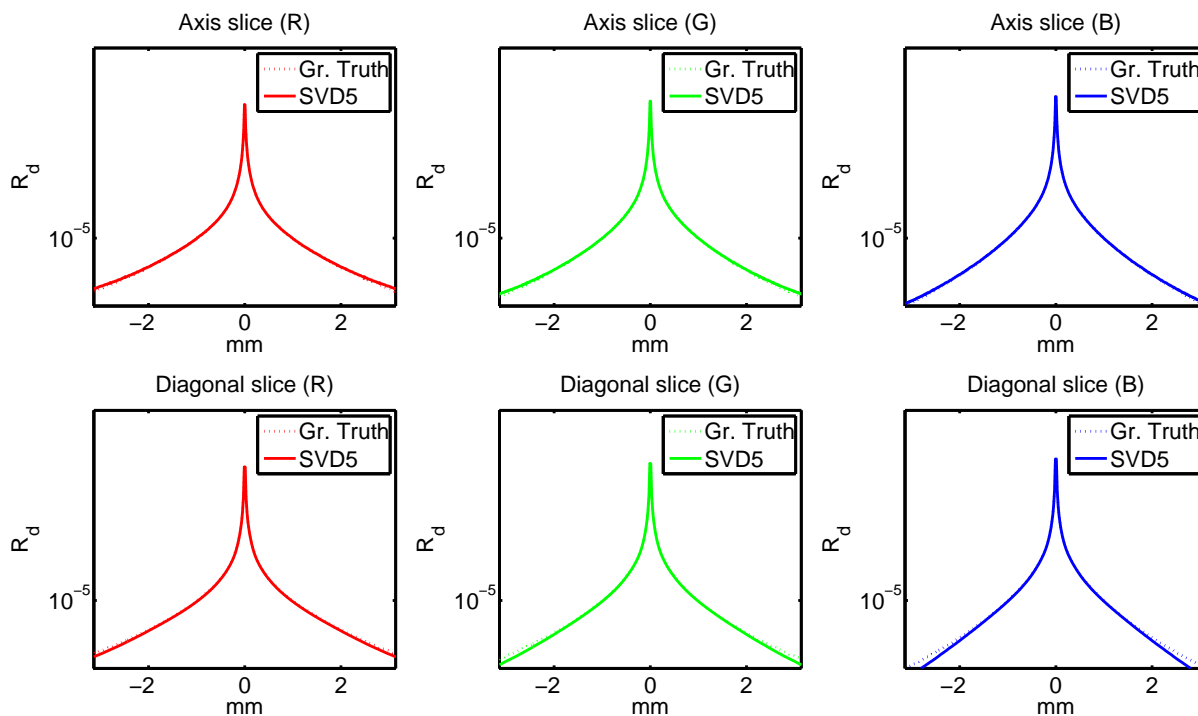 Axis slice (R)
Gr. Truth
SVD5
R_d
10^−5
−2 0 2
mm
Axis slice (G)
Gr. Truth
SVD5
R_d
10^−5
−2 0 2
mm
Axis slice (B)
Gr. Truth
SVD5
R_d
10^−5
−2 0 2
mm
Diagonal slice (R)
Gr. Truth
SVD5
R_d
10^−5
−2 0 2
mm
Diagonal slice (G)
Gr. Truth
SVD5
R_d
10^−5
−2 0 2
mm
Diagonal slice (B)
Gr. Truth
SVD5
R_d
10^−5
−2 0 2
mm